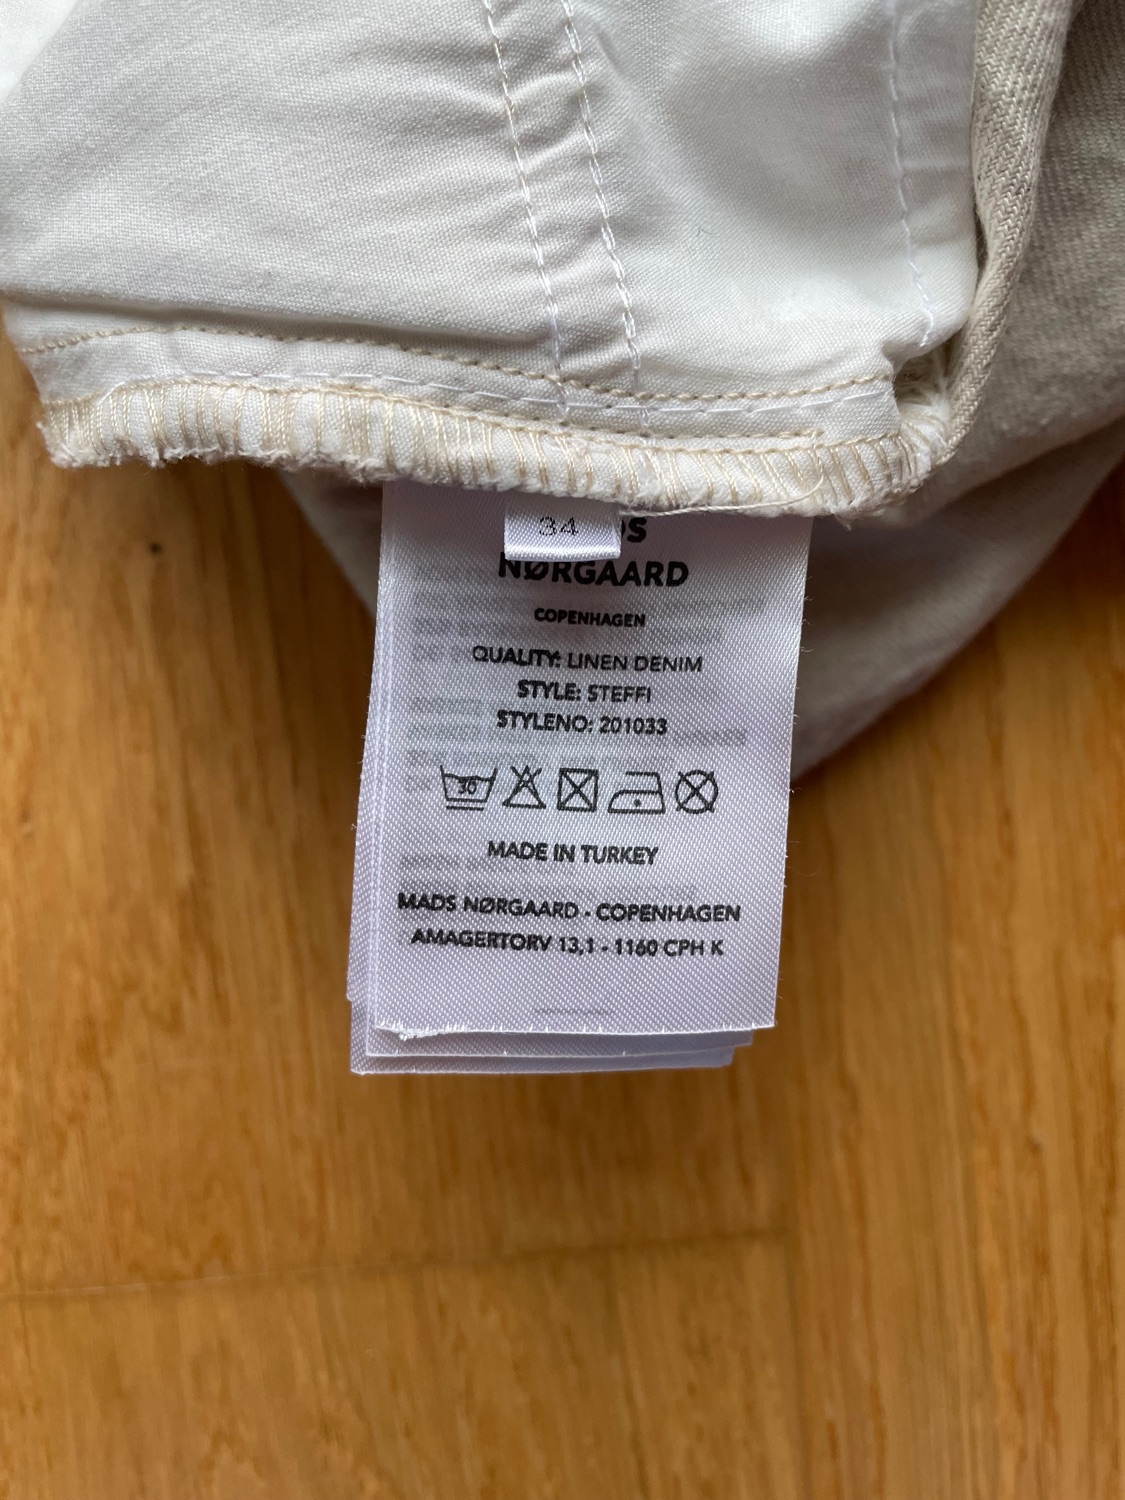 34
NØRGAARD
COPENHAGEN
QUALITY: LINEN DENIM
STYLE: STEFFI
STYLENO: 201033
30
MADE IN TURKEY
MADS NØRGAARD - COPENHAGEN
AMAGERTORV 13,1 - 1160 CPH K